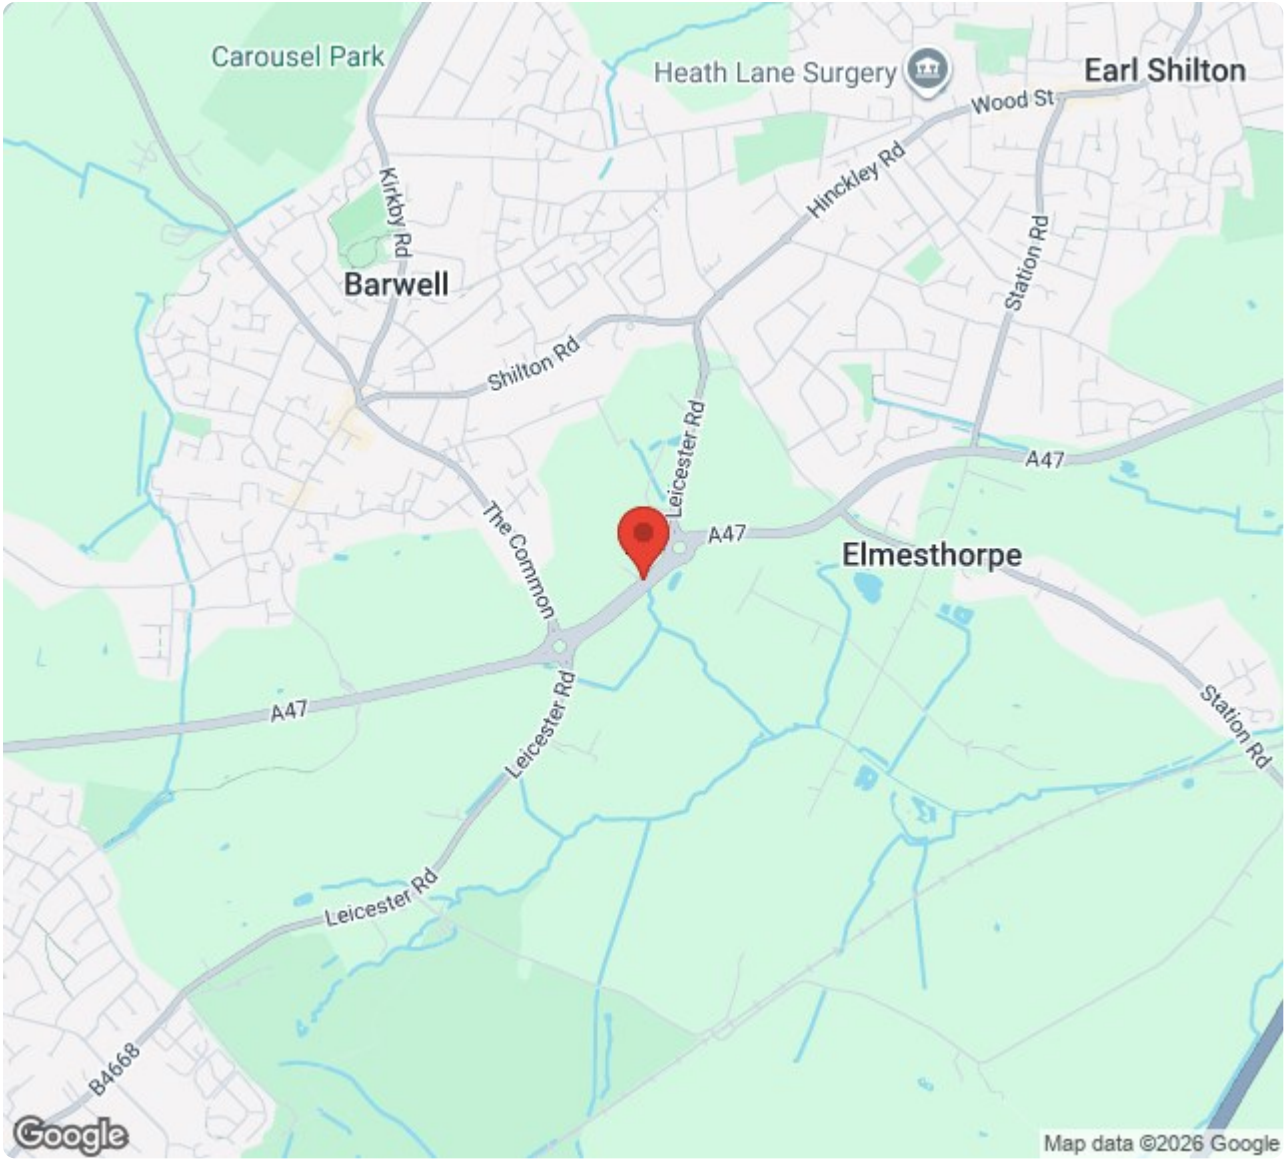 Carousel Park
Heath Lane Surgery
Earl Shilton
Wood St
Hinckley Rd
Kirkby Rd
Station Rd
Barwell
Shilton Rd
Leicester Rd
A47
The Common
A47
Elmesthorpe
Leicester Rd
A47
Station Rd
Leicester Rd
B4668
Google
Map data ©2026 Google